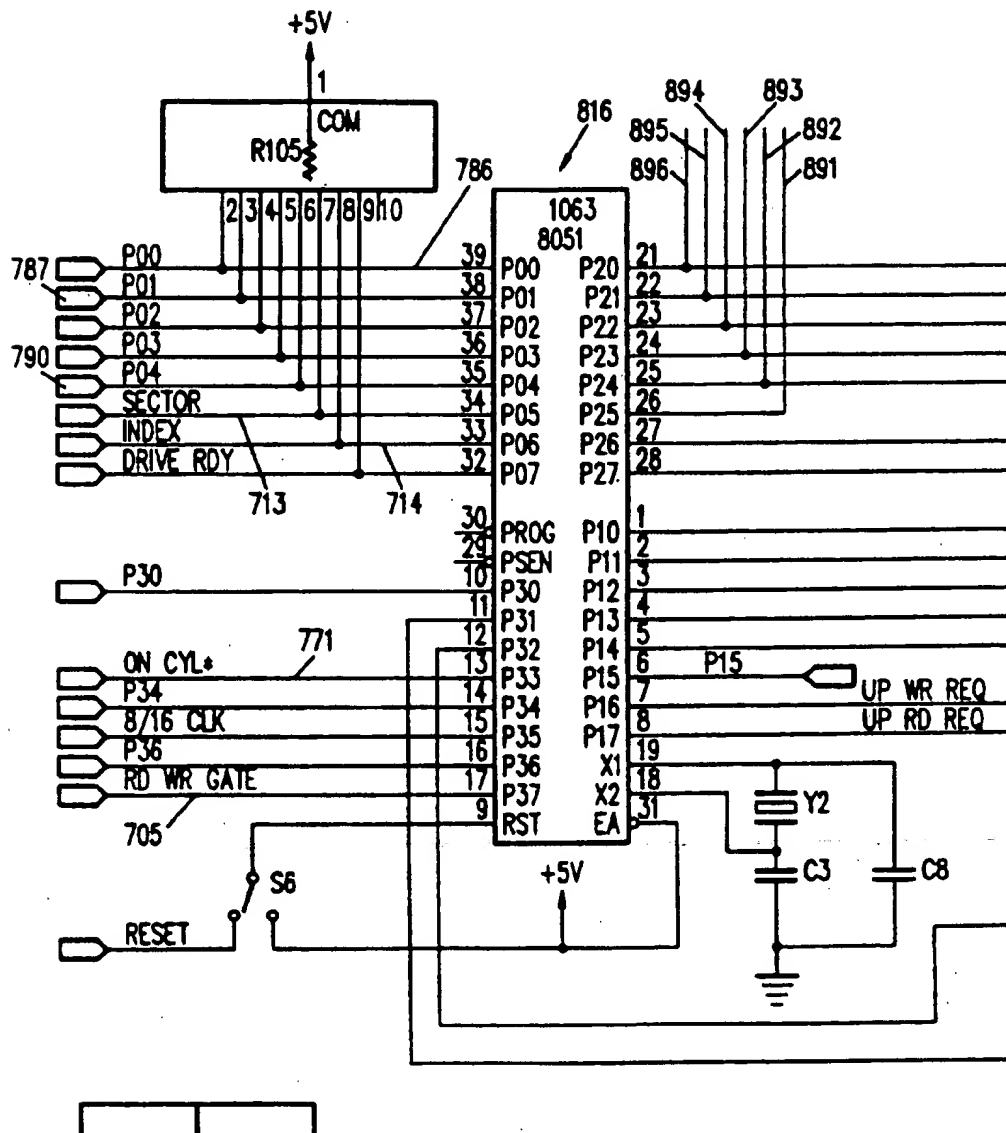 +5V
1
COM
R105
2 3 4 5 6 7 8 9 10
786
816
894 893
895 892
896 891
1063
8051
787 P00 39 P00 P20 21
P01 38 P01 P21 22
P02 37 P02 P22 23
790 P03 36 P03 P23 24
P04 35 P04 P24 25
SECTOR 34 P05 P25 26
INDEX 33 P06 P26 27
DRIVE RDY 32 P07 P27 28
713 714
30 PROG P10 1
29 PSEN P11 2
P30 10 P30 P12 3
11 P31 P13 4
12 P32 P14 5
ON CYL* 771 13 P33 P15 6 P15
P34 14 P34 P16 7 UP WR REQ
8/16 CLK 15 P35 P17 8 UP RD REQ
P36 16 P36 X1 19
RD WR GATE 17 P37 X2 18 Y2
705 9 RST EA 31
S6 +5V C3 C8
RESET